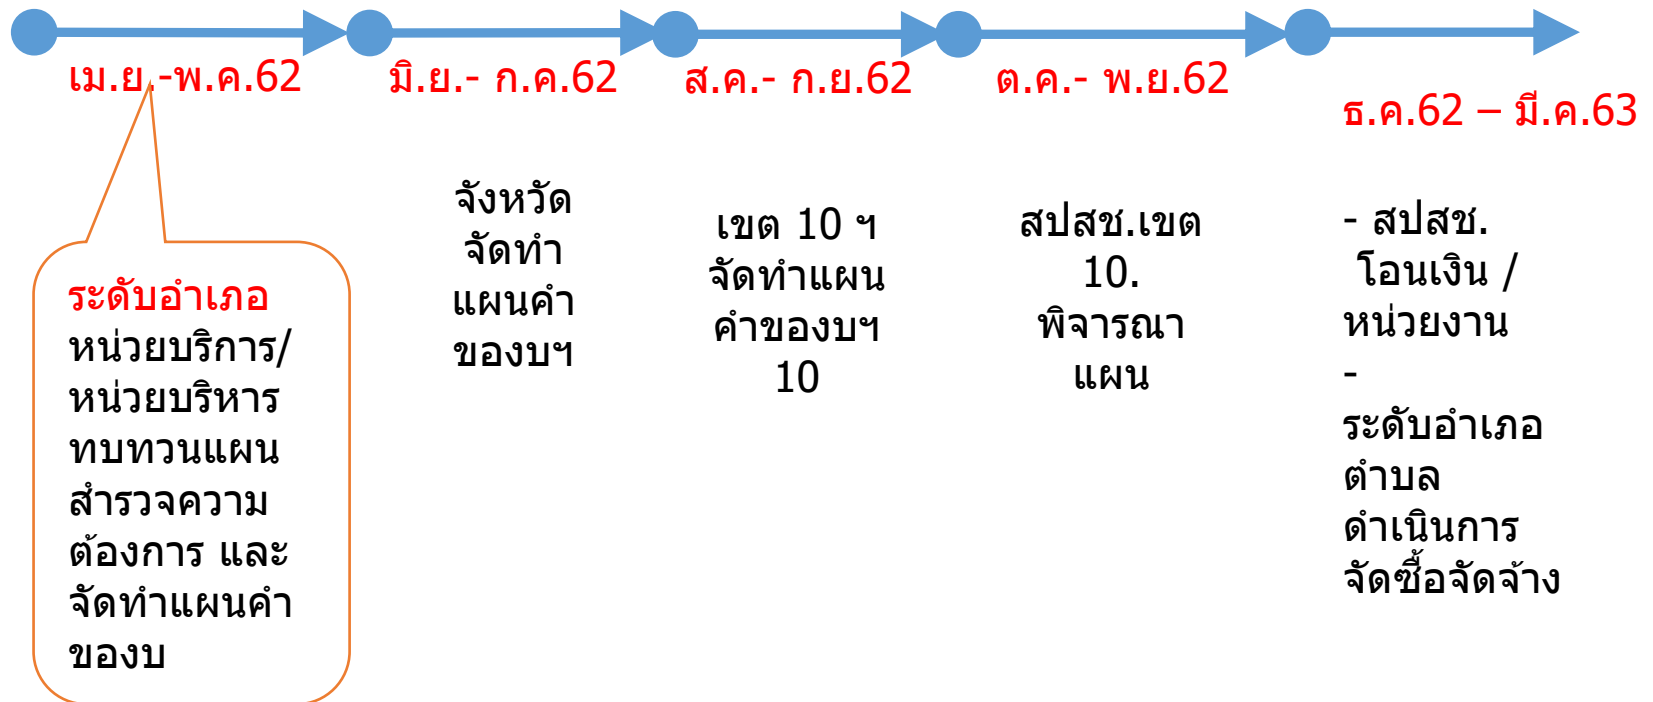 เม.ย.-พ.ค.62
มิ.ย.- ก.ค.62
ส.ค.- ก.ย.62
ต.ค.- พ.ย.62
ธ.ค.62 – มี.ค.63
ระดับอำเภอ
หน่วยบริการ/
หน่วยบริหาร
ทบทวนแผน
สำรวจความ
ต้องการ และ
จัดทำแผนคำ
ของบ
จังหวัด
จัดทำ
แผนคำ
ของบฯ
เขต 10 ฯ
จัดทำแผน
คำของบฯ
10
สปสช.เขต
10.
พิจารณา
แผน
- สปสช.
โอนเงิน /
หน่วยงาน
-
ระดับอำเภอ
ตำบล
ดำเนินการ
จัดซื้อจัดจ้าง